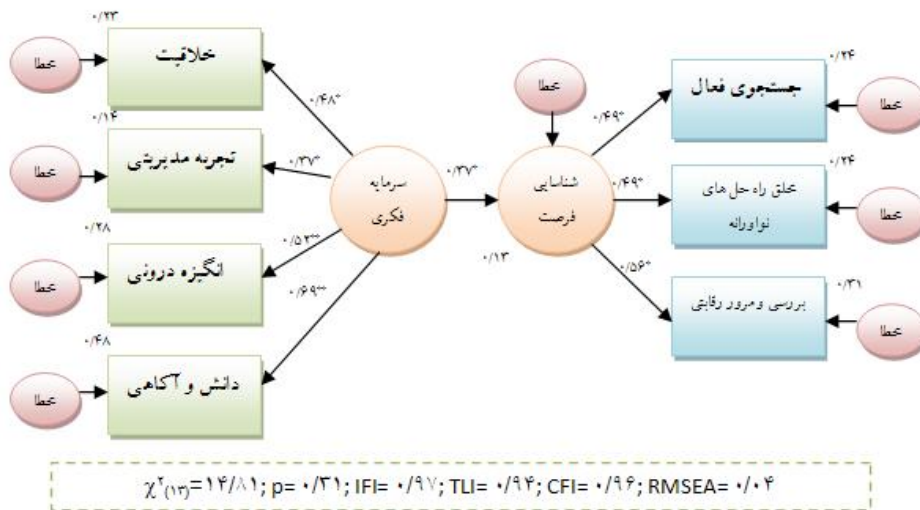 ۰/۲۳
خطا
خلاقیت
۰/۴۸*
۰/۱۴
خطا
تجربه مدیریتی
۰/۳۷*
۰/۲۸
خطا
انگیزه درونی
۰/۵۲**
۰/۴۸
خطا
دانش و آگاهی
۰/۶۹**
سرمایه
فکری
۰/۳۷*
خطا
شناسایی
فرصت
۰/۱۳
۰/۴۹*
۰/۲۴
جستجوی فعال
خطا
۰/۴۹*
۰/۲۴
خلق راه حل های
نواورانه
خطا
۰/۵۶*
۰/۳۱
بررسی ومرور رقابتی
خطا
χ²(۱۳)=۱۴/۸۱; p= ۰/۳۱; IFI= ۰/۹۷; TLI= ۰/۹۴; CFI= ۰/۹۶; RMSEA= ۰/۰۴